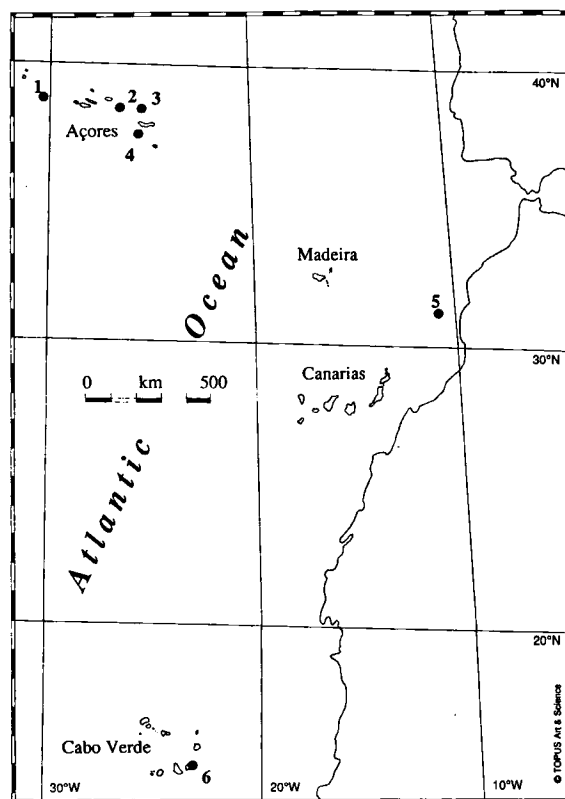 40°N
1
2 3
Açores
4
Ocean
Madeira
5
30°N
Canarias
0 km 500
Atlantic
20°N
Cabo Verde
6
30°W 20°W 10°W
© TOPUS Art & Science